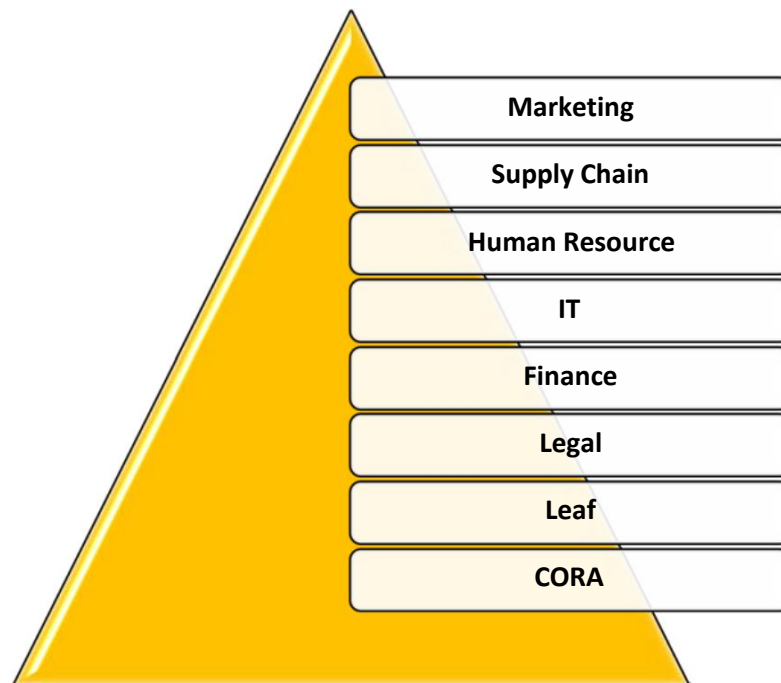 Marketing
Supply Chain
Human Resource
IT
Finance
Legal
Leaf
CORA